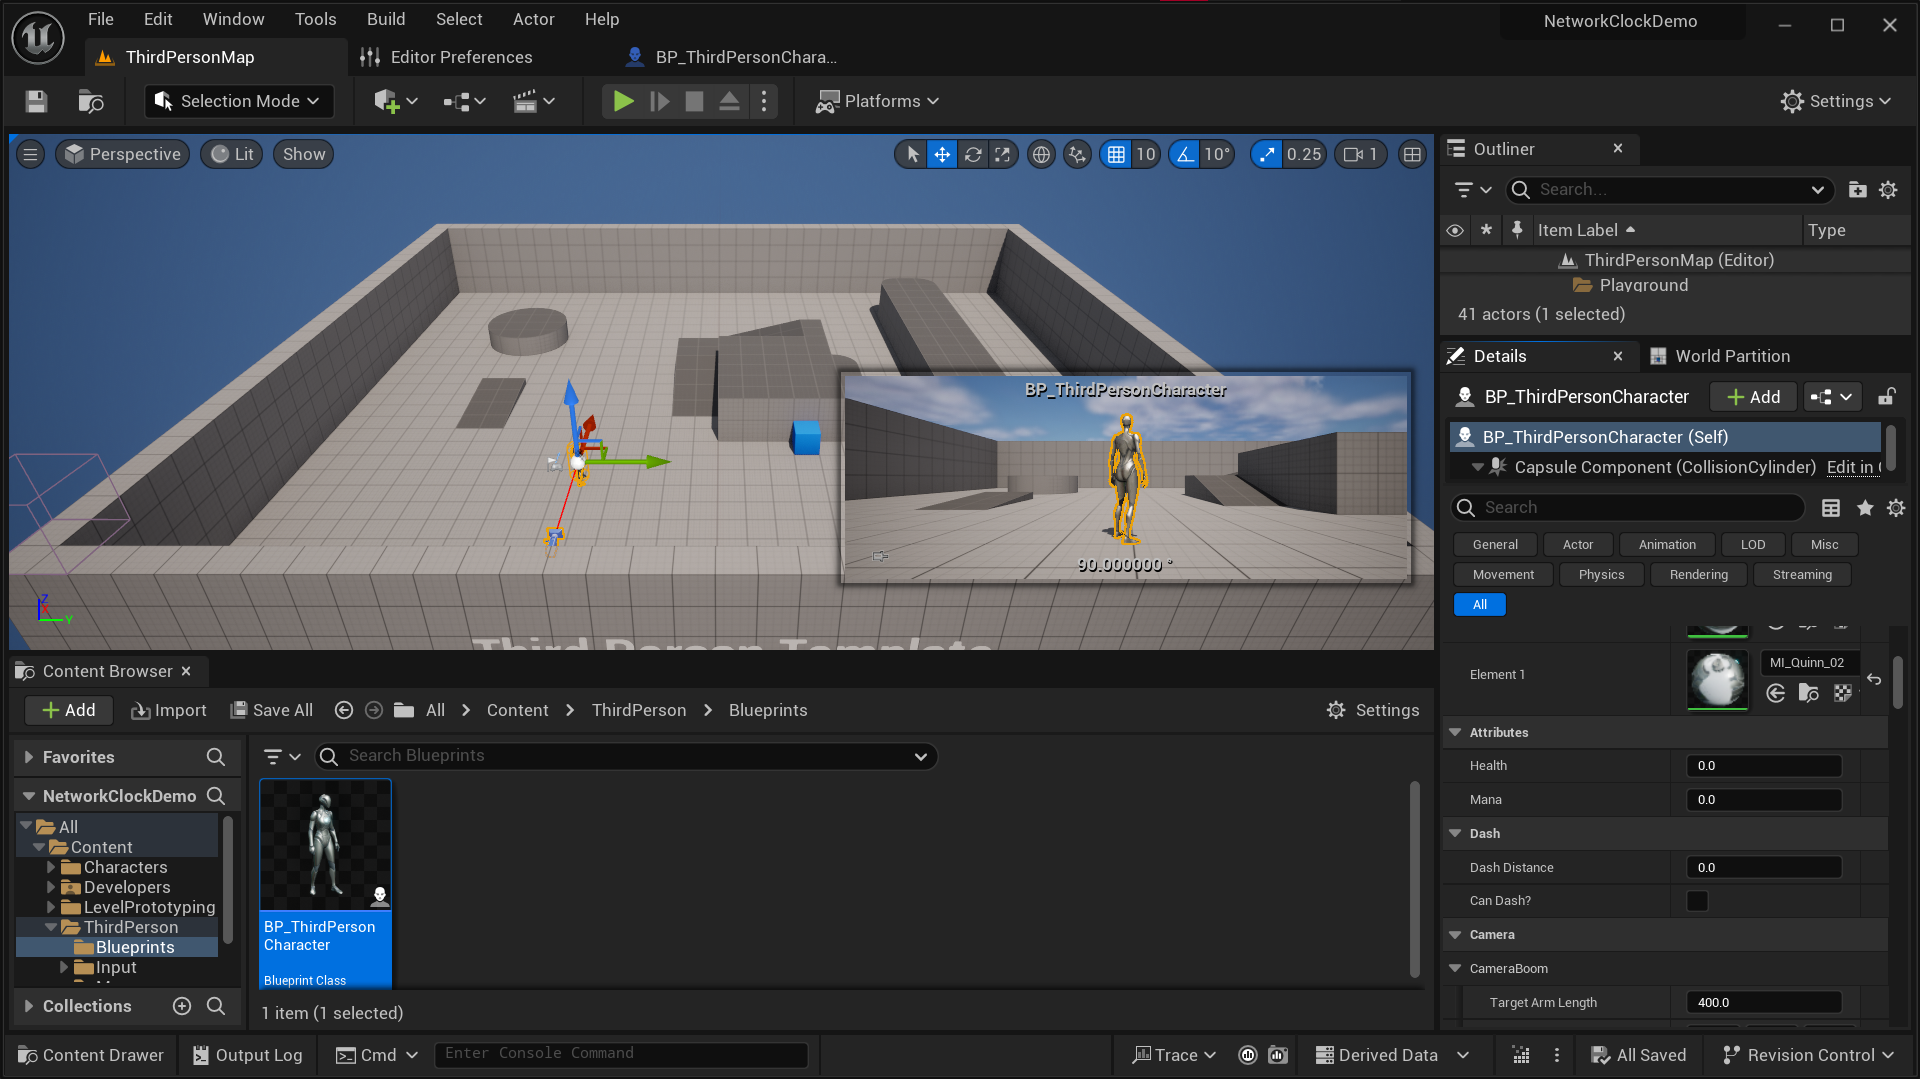 File Edit Window Tools Build Select Actor Help
NetworkClockDemo
ThirdPersonMap
Editor Preferences
BP_ThirdPersonChara...
Selection Mode
Platforms
Settings
Perspective
Lit
Show
10
10°
0.25
1
BP_ThirdPersonCharacter
90.000000 °
Z
X
Y
Third Person Template
Outliner
Search...
Item Label
Type
ThirdPersonMap (Editor)
Playground
41 actors (1 selected)
Details
World Partition
BP_ThirdPersonCharacter
Add
BP_ThirdPersonCharacter (Self)
Capsule Component (CollisionCylinder)
Edit in
Search
General Actor Animation LOD Misc
Movement Physics Rendering Streaming
All
Element 1
MI_Quinn_02
Attributes
Health 0.0
Mana 0.0
Dash
Dash Distance 0.0
Can Dash?
Camera
CameraBoom
Target Arm Length 400.0
Content Browser
Add
Import
Save All
All
Content
ThirdPerson
Blueprints
Settings
Favorites
NetworkClockDemo
All
Content
Characters
Developers
LevelPrototyping
ThirdPerson
Blueprints
Input
Collections
Search Blueprints
BP_ThirdPerson
Character
Blueprint Class
1 item (1 selected)
Content Drawer
Output Log
Cmd
Enter Console Command
Trace
Derived Data
All Saved
Revision Control